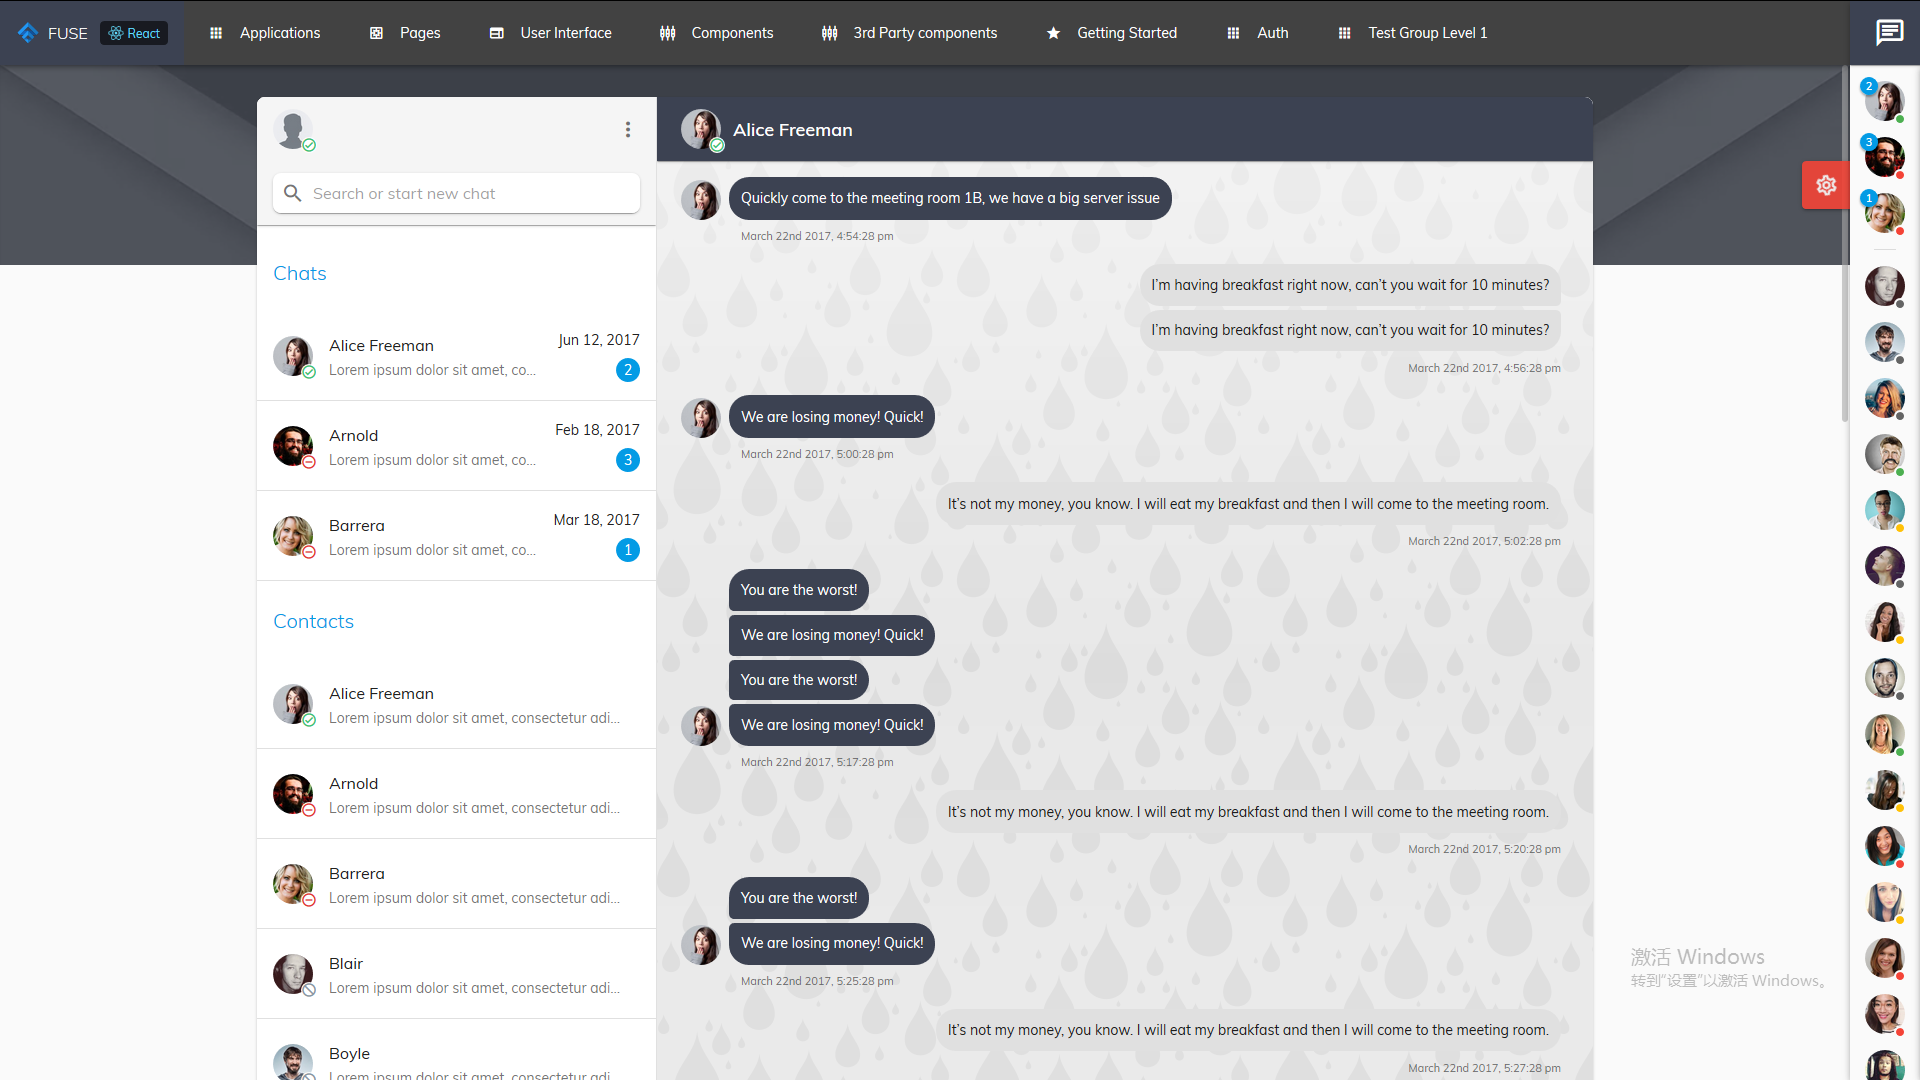 FUSE React Applications Pages User Interface Components 3rd Party components Getting Started Auth Test Group Level 1
Search or start new chat
Chats
Alice Freeman
Jun 12, 2017
Lorem ipsum dolor sit amet, co...
2
Arnold
Feb 18, 2017
Lorem ipsum dolor sit amet, co...
3
Barrera
Mar 18, 2017
Lorem ipsum dolor sit amet, co...
1
Contacts
Alice Freeman
Lorem ipsum dolor sit amet, consectetur adi...
Arnold
Lorem ipsum dolor sit amet, consectetur adi...
Barrera
Lorem ipsum dolor sit amet, consectetur adi...
Blair
Lorem ipsum dolor sit amet, consectetur adi...
Boyle
Lorem ipsum dolor sit amet, consectetur adi...
Alice Freeman
Quickly come to the meeting room 1B, we have a big server issue
March 22nd 2017, 4:54:28 pm
I’m having breakfast right now, can’t you wait for 10 minutes?
I’m having breakfast right now, can’t you wait for 10 minutes?
March 22nd 2017, 4:56:28 pm
We are losing money! Quick!
March 22nd 2017, 5:00:28 pm
It’s not my money, you know. I will eat my breakfast and then I will come to the meeting room.
March 22nd 2017, 5:02:28 pm
You are the worst!
We are losing money! Quick!
You are the worst!
We are losing money! Quick!
March 22nd 2017, 5:17:28 pm
It’s not my money, you know. I will eat my breakfast and then I will come to the meeting room.
March 22nd 2017, 5:20:28 pm
You are the worst!
We are losing money! Quick!
March 22nd 2017, 5:25:28 pm
It’s not my money, you know. I will eat my breakfast and then I will come to the meeting room.
March 22nd 2017, 5:27:28 pm
2
3
1
激活 Windows
转到“设置”以激活 Windows。